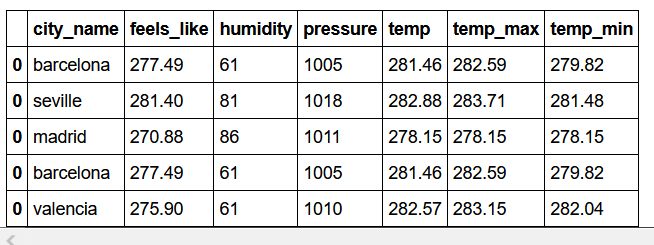 city_name feels_like humidity pressure temp temp_max temp_min
0 barcelona 277.49 61 1005 281.46 282.59 279.82
0 seville 281.40 81 1018 282.88 283.71 281.48
0 madrid 270.88 86 1011 278.15 278.15 278.15
0 barcelona 277.49 61 1005 281.46 282.59 279.82
0 valencia 275.90 61 1010 282.57 283.15 282.04